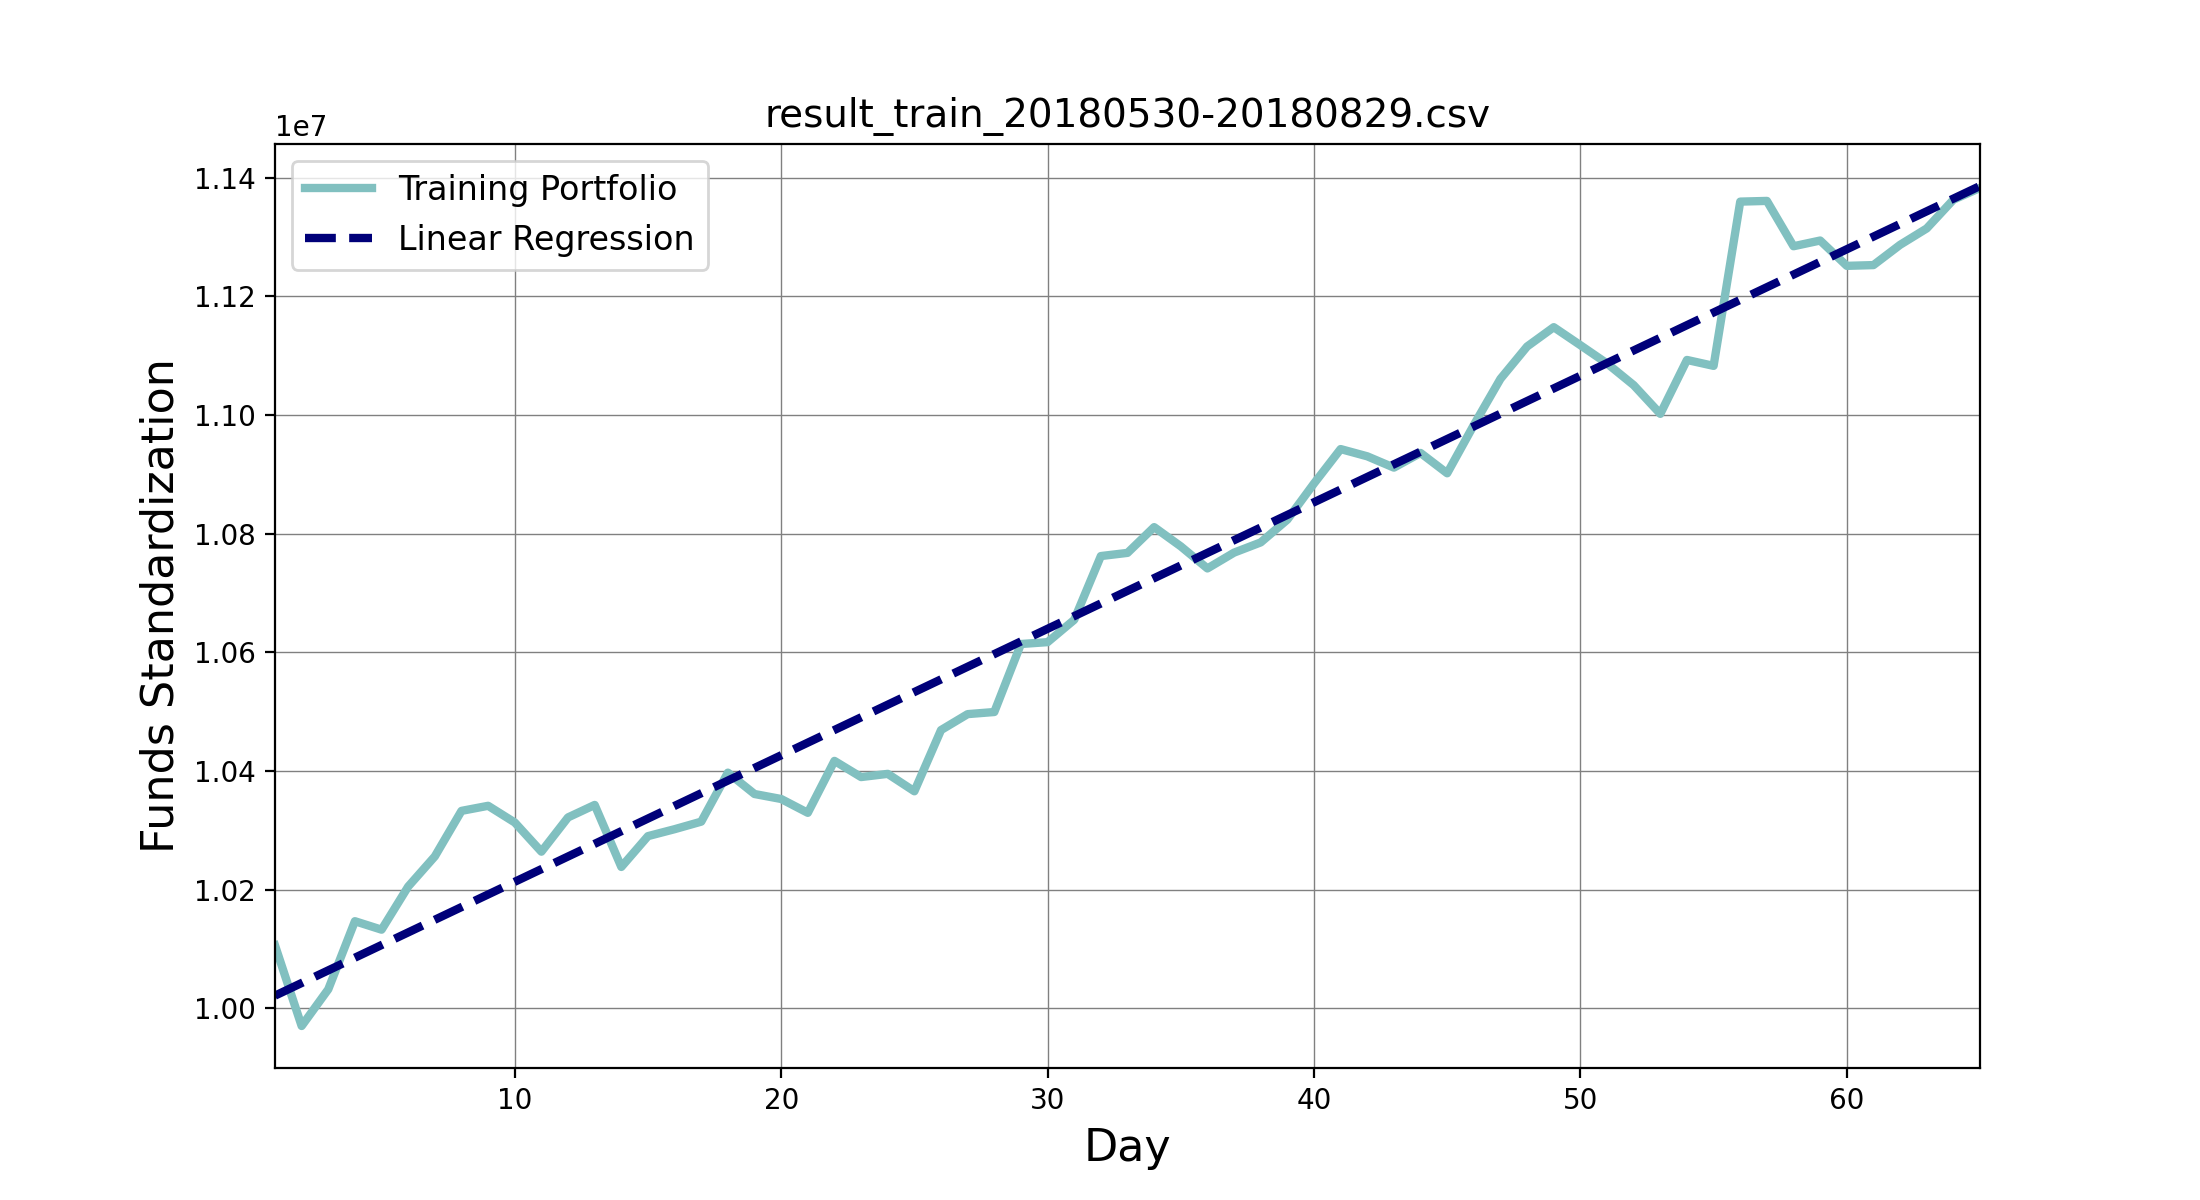 result_train_20180530-20180829.csv
1e7
Training Portfolio
Linear Regression
1.14
1.12
1.10
1.08
1.06
1.04
1.02
1.00
Funds Standardization
10 20 30 40 50 60
Day